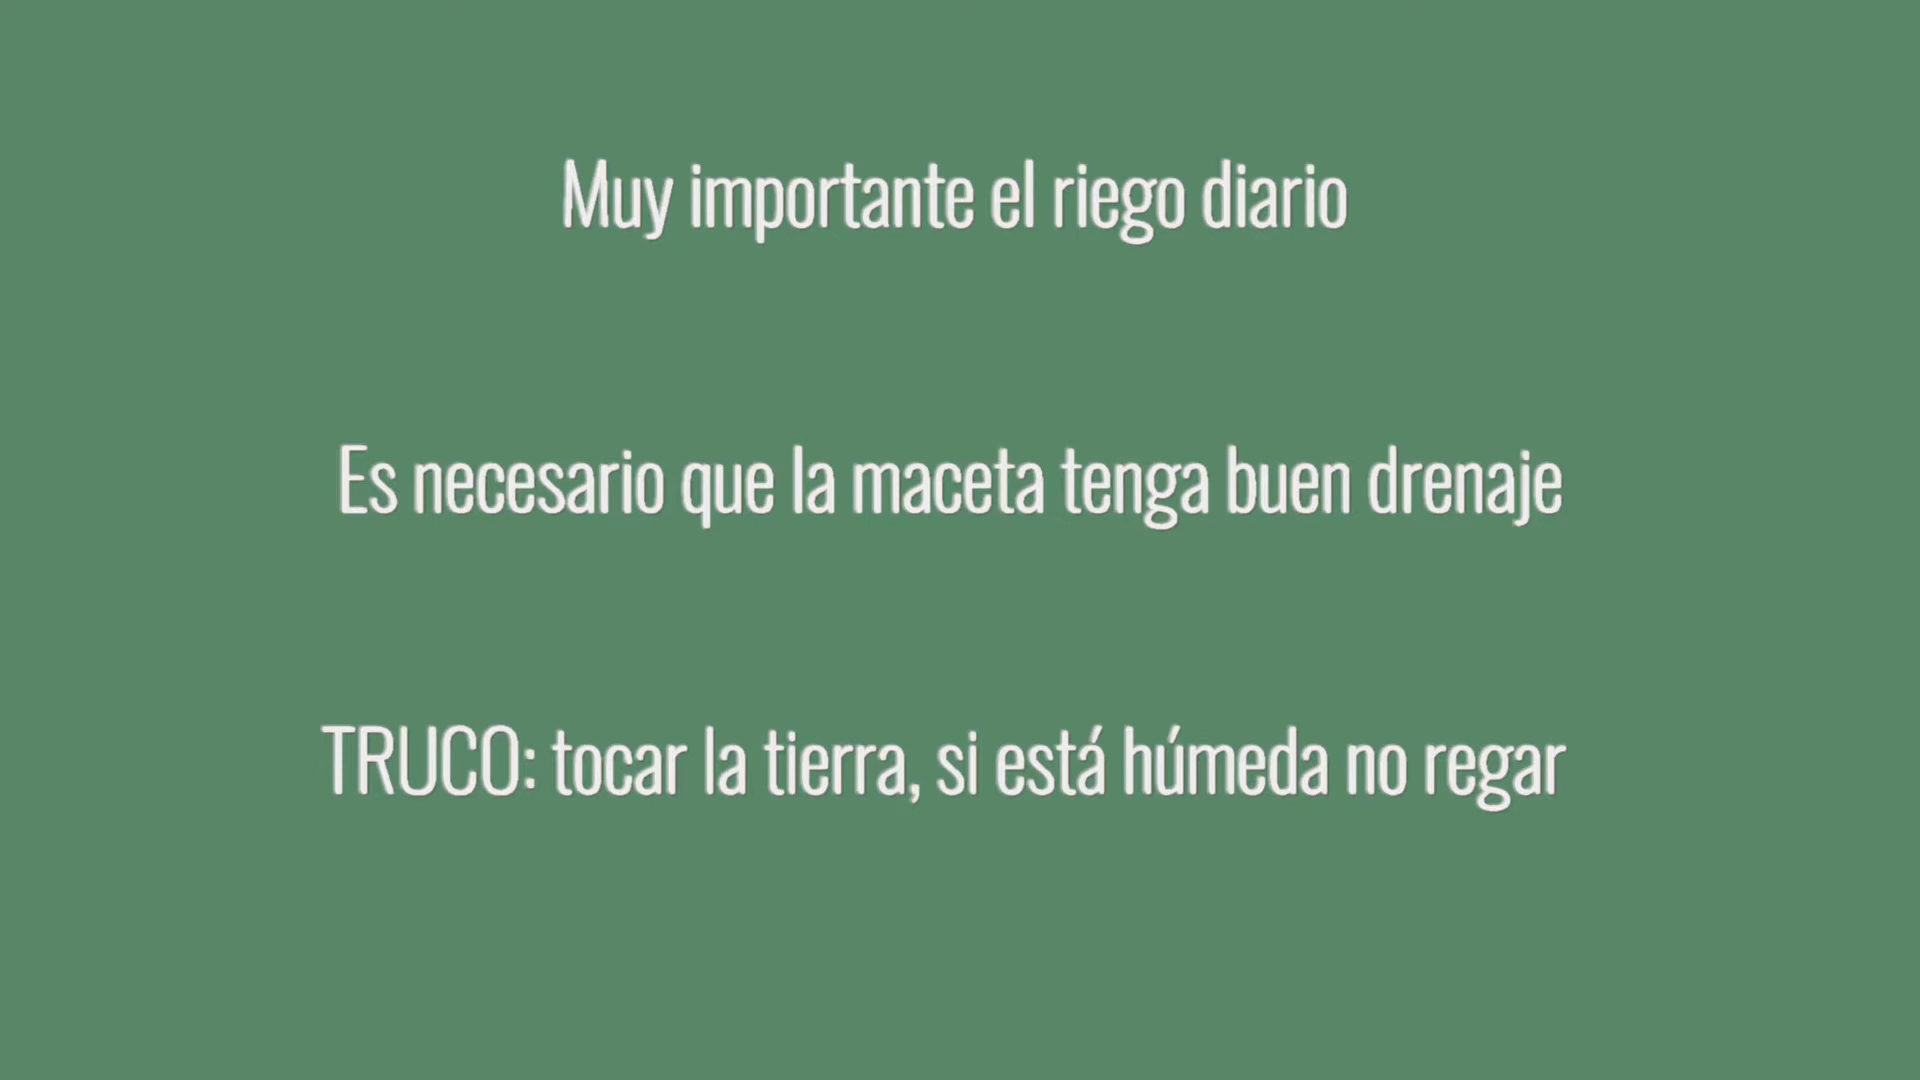 Muy importante el riego diario
Es necesario que la maceta tenga buen drenaje
TRUCO: tocar la tierra, si está húmeda no regar